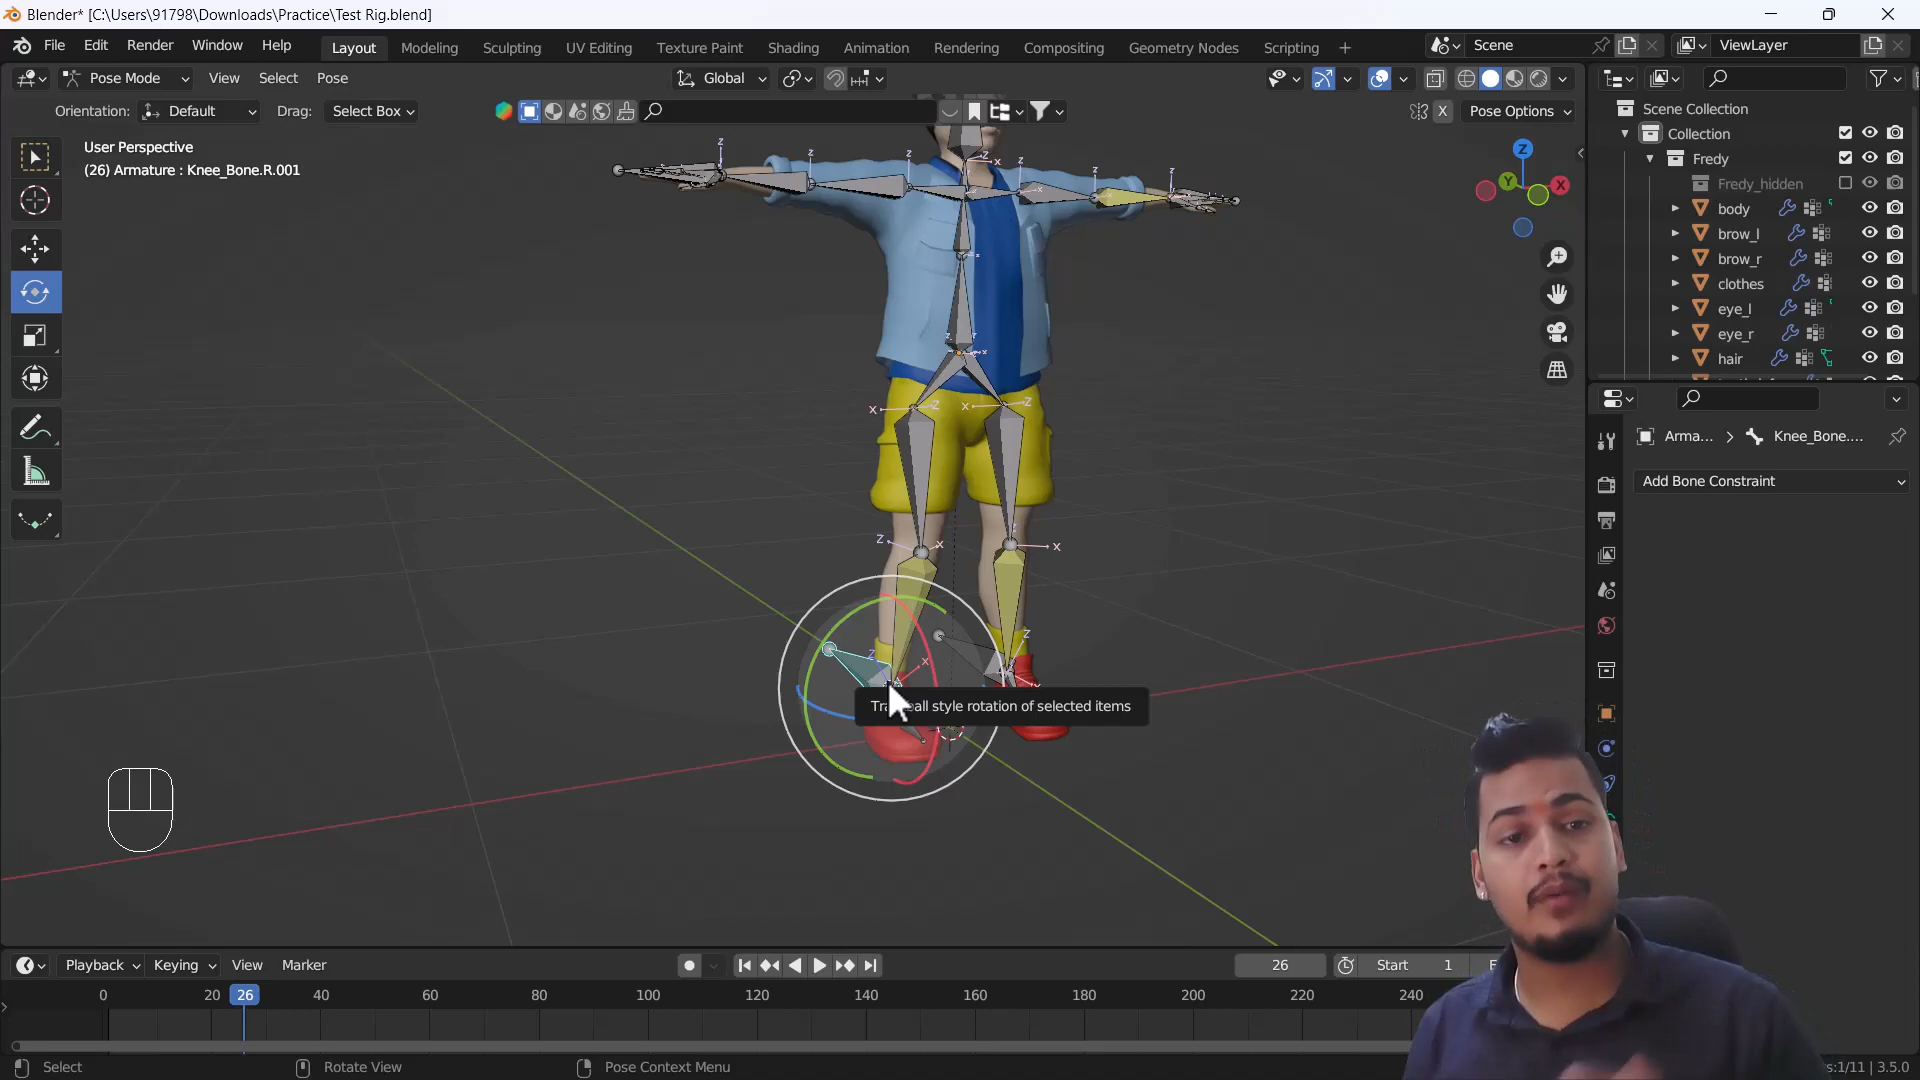 Blender* [C:\Users\91798\Downloads\Practice\Test Rig.blend]
File Edit Render Window Help
Layout Modeling Sculpting UV Editing Texture Paint Shading Animation Rendering Compositing Geometry Nodes Scripting +
Scene
ViewLayer
Pose Mode View Select Pose
Global
Orientation: Default Drag: Select Box
X
Pose Options
User Perspective
(26) Armature : Knee_Bone.R.001
Z
Y
X
Scene Collection
Collection
Fredy
Fredy_hidden
body
brow_l
brow_r
clothes
eye_l
eye_r
hair
Arma... > Knee_Bone....
Add Bone Constraint
style rotation of selected items
Playback Keying View Marker
26
Start 1
0 20 26 40 60 80 100 120 140 160 180 200 220 240
Select
Rotate View
Pose Context Menu
:1/11 | 3.5.0